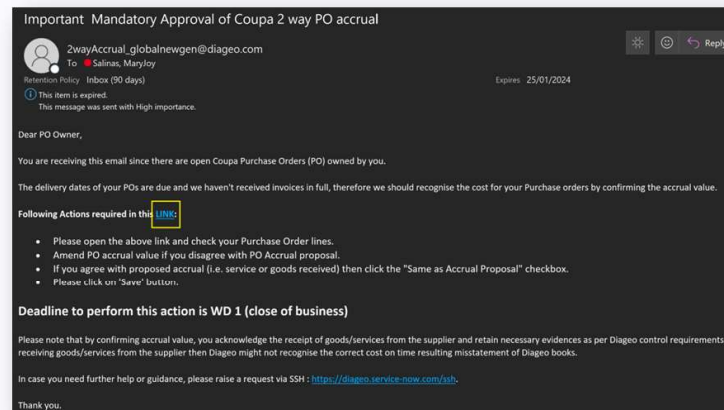 Important  Mandatory Approval of Coupa 2 way PO accrual
2wayAccrual_globalnewgen@diageo.com
To Salinas, MaryJoy
Reply
Retention Policy Inbox (90 days)
Expires 25/01/2024
This item is expired.
This message was sent with High importance.
Dear PO Owner,
You are receiving this email since there are open Coupa Purchase Orders (PO) owned by you.
The delivery dates of your POs are due and we haven't received invoices in full, therefore we should recognise the cost for your Purchase orders by confirming the accrual value.
Following Actions required in this LINK:
• Please open the above link and check your Purchase Order lines.
• Amend PO accrual value if you disagree with PO Accrual proposal.
• If you agree with proposed accrual (i.e. service or goods received) then click the "Same as Accrual Proposal" checkbox.
• Please click on 'Save' button.
Deadline to perform this action is WD 1 (close of business)
Please note that by confirming accrual value, you acknowledge the receipt of goods/services from the supplier and retain necessary evidences as per Diageo control requirements
receiving goods/services from the supplier then Diageo might not recognise the correct cost on time resulting misstatement of Diageo books.
In case you need further help or guidance, please raise a request via SSH : https://diageo.service-now.com/ssh.
Thank you.